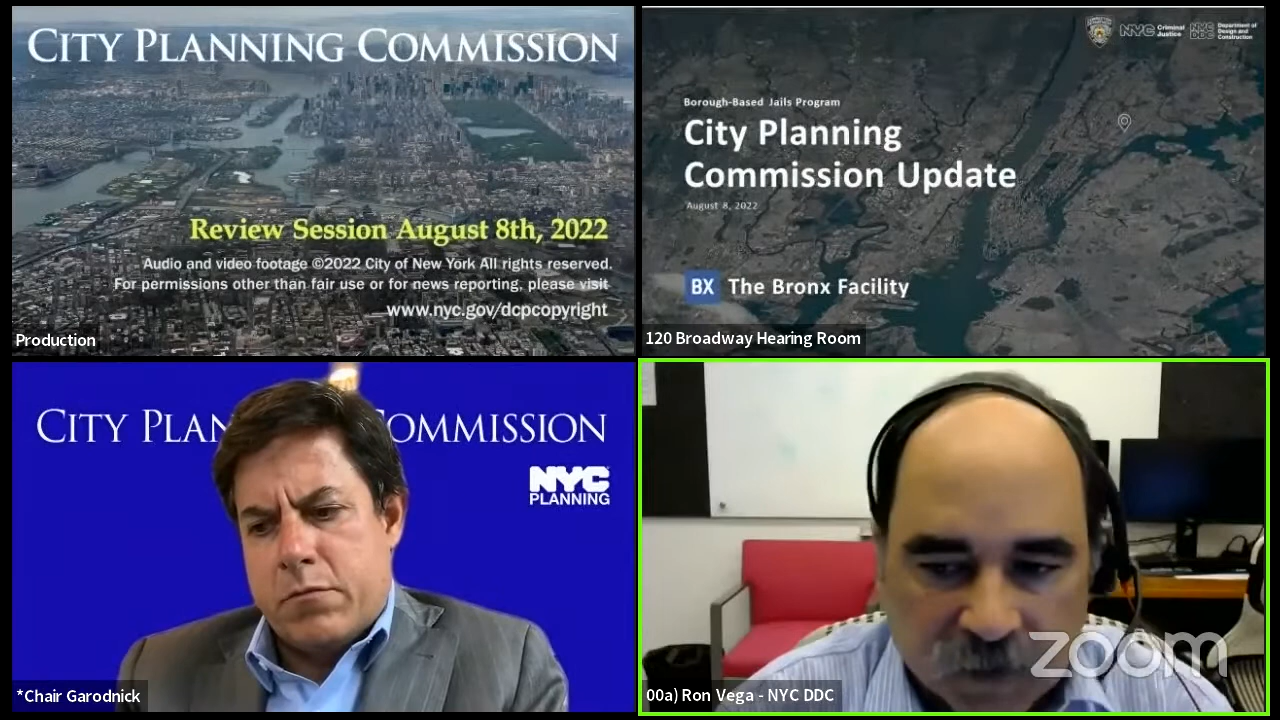 CITY PLANNING COMMISSION
Review Session August 8th, 2022
Audio and video footage ©2022 City of New York All rights reserved.
For permissions other than fair use or for news reporting, please visit
www.nyc.gov/dcpcopyright
Production
NYC Criminal Justice
NYC DDC Department of Design and Construction
Borough-Based Jails Program
City Planning
Commission Update
August 8, 2022
BX The Bronx Facility
120 Broadway Hearing Room
CITY PLAN OMMISSION
NYC
PLANNING
*Chair Garodnick
zoom
00a) Ron Vega - NYC DDC